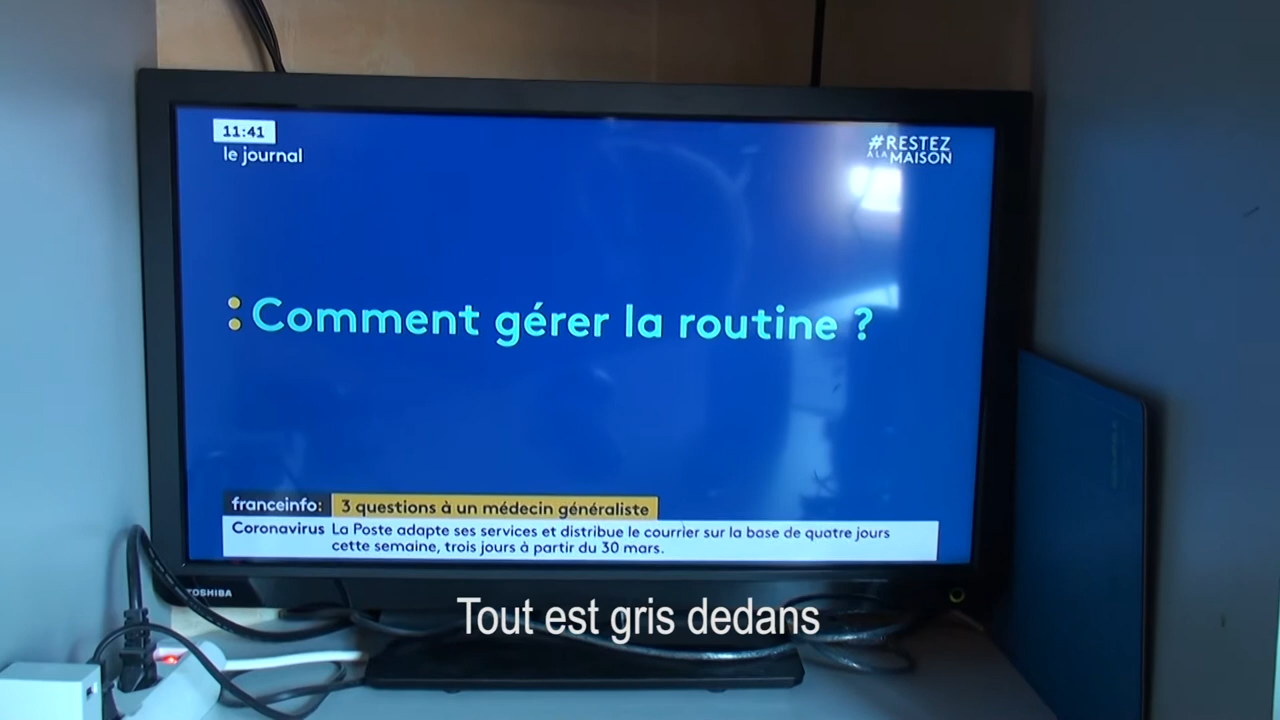 11:41
le journal
#RESTEZ
À LA MAISON
: Comment gérer la routine ?
franceinfo: 3 questions à un médecin généraliste
Coronavirus La Poste adapte ses services et distribue le courrier sur la base de quatre jours
cette semaine, trois jours à partir du 30 mars.
TOSHIBA
Tout est gris dedans